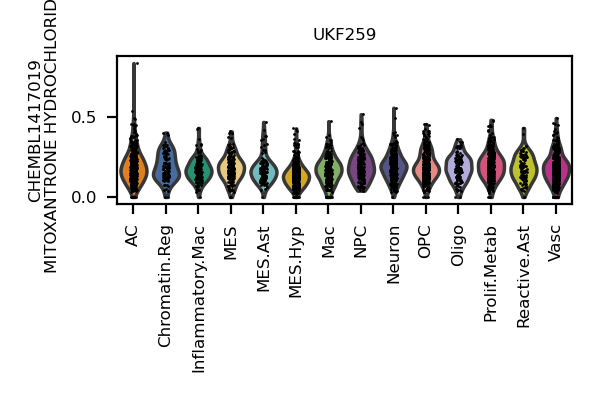 UKF259
CHEMBL1417019
MITOXANTRONE HYDROCHLORID
0.5
0.0
AC
Chromatin.Reg
Inflammatory.Mac
MES
MES.Ast
MES.Hyp
Mac
NPC
Neuron
OPC
Oligo
Prolif.Metab
Reactive.Ast
Vasc